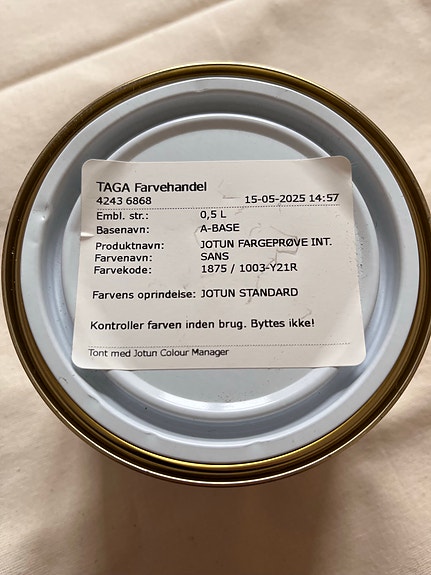 TAGA Farvehandel
4243 6868 15-05-2025 14:57
Embl. str.: 0,5 L
Basenavn: A-BASE
Produktnavn: JOTUN FARGEPRØVE INT.
Farvenavn: SANS
Farvekode: 1875 / 1003-Y21R
Farvens oprindelse: JOTUN STANDARD
Kontroller farven inden brug. Byttes ikke!
Tont med Jotun Colour Manager